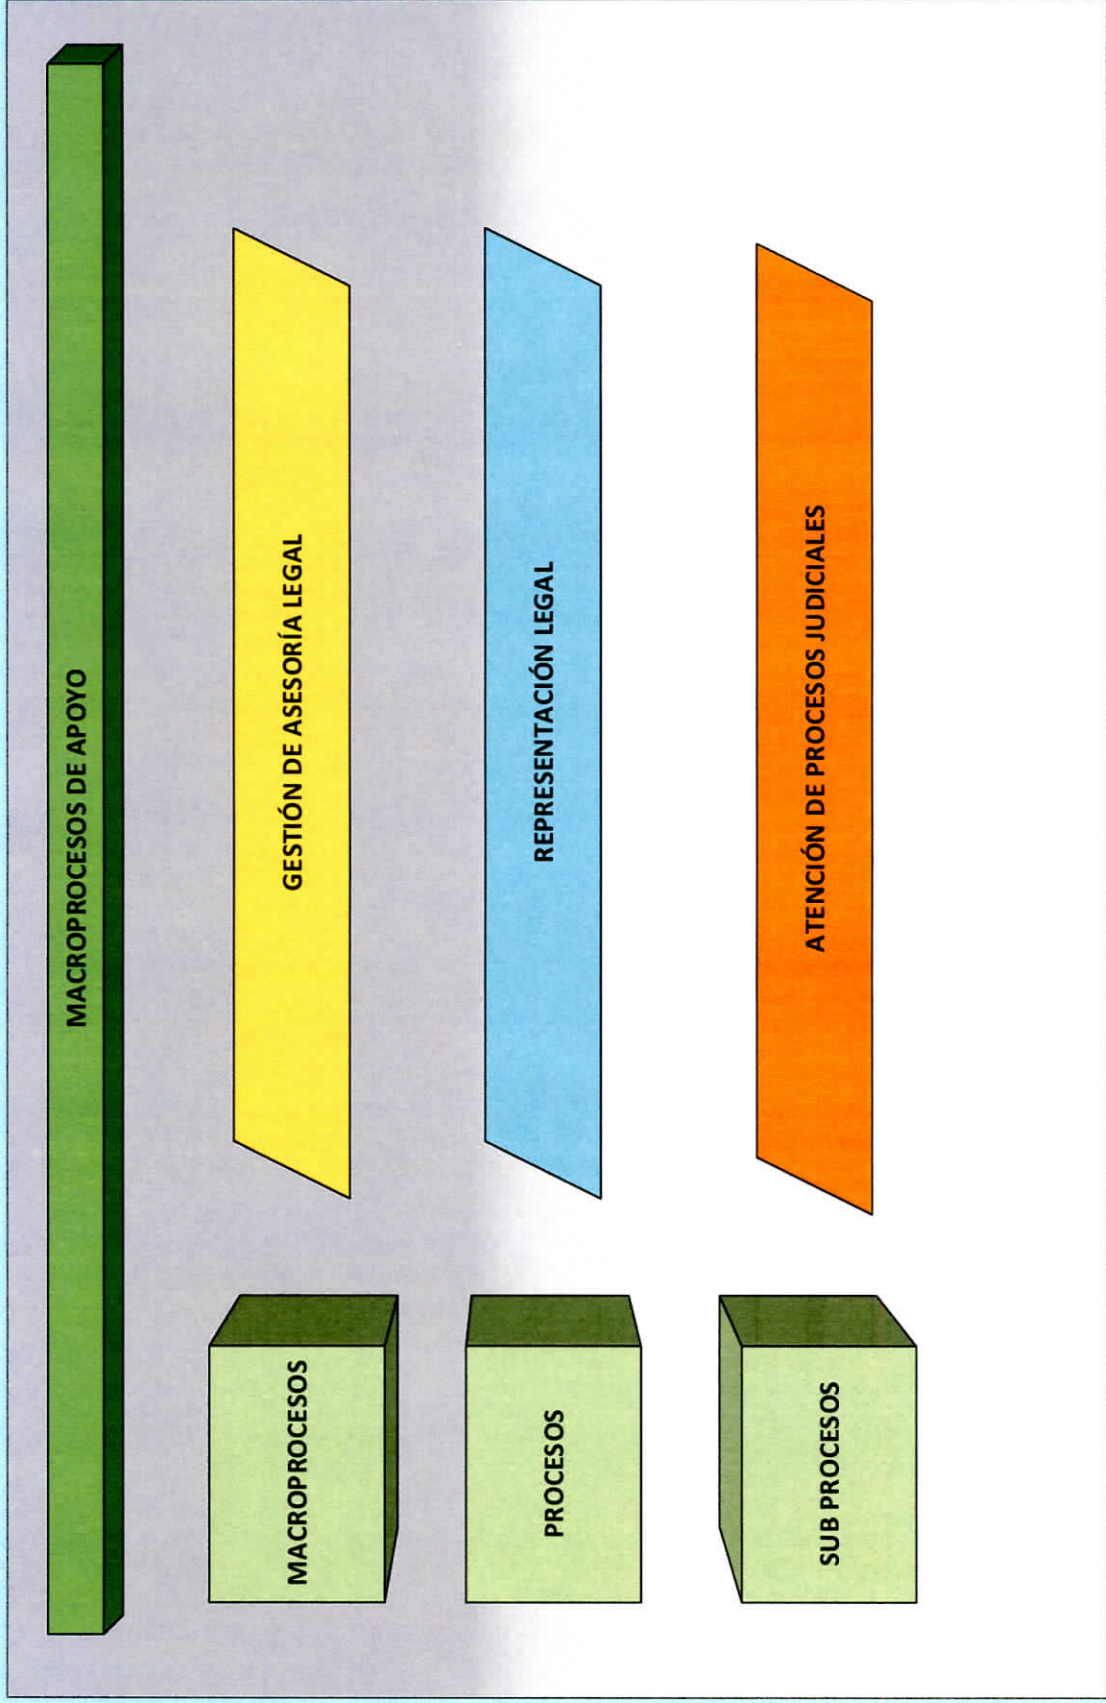 MACROPROCESOS DE APOYO
MACROPROCESOS
GESTIÓN DE ASESORÍA LEGAL
PROCESOS
REPRESENTACIÓN LEGAL
SUB PROCESOS
ATENCIÓN DE PROCESOS JUDICIALES